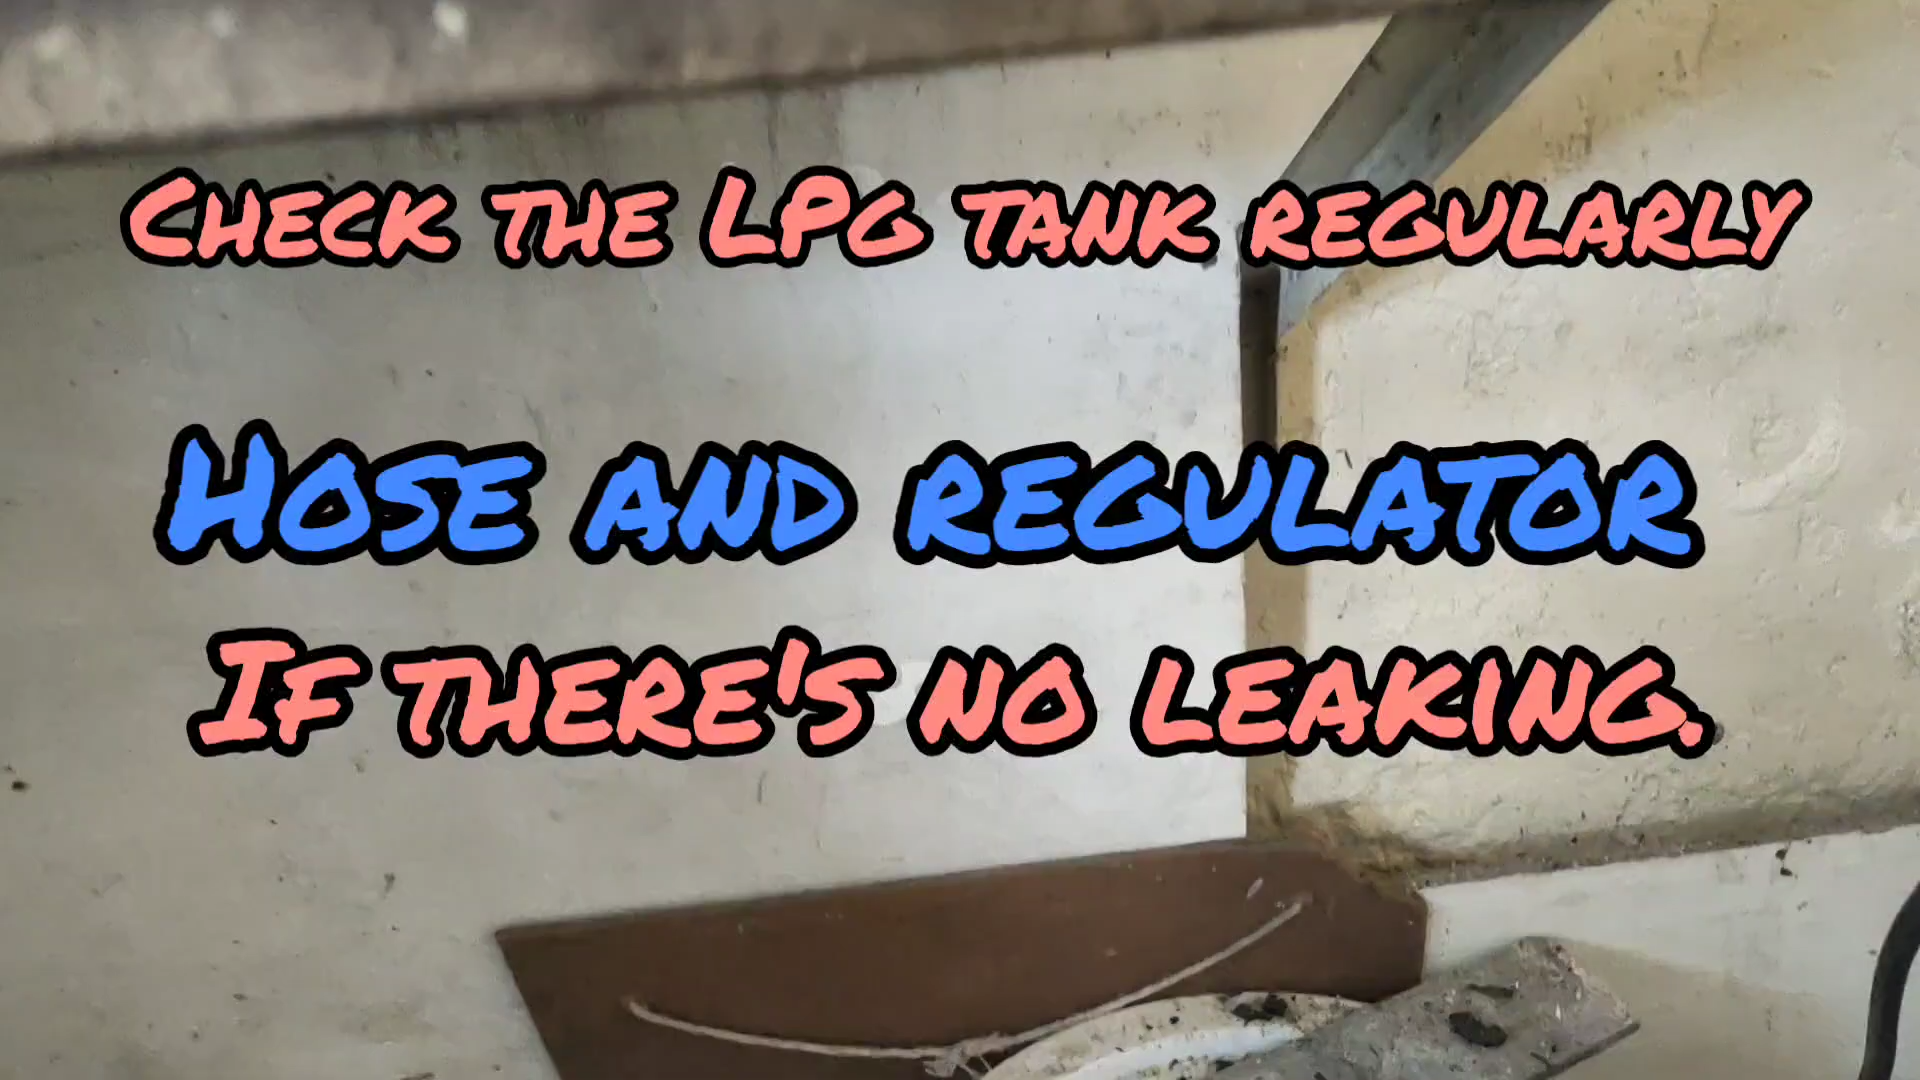 Check the LPg tank regularly
Hose and regulator
If there's no leaking.